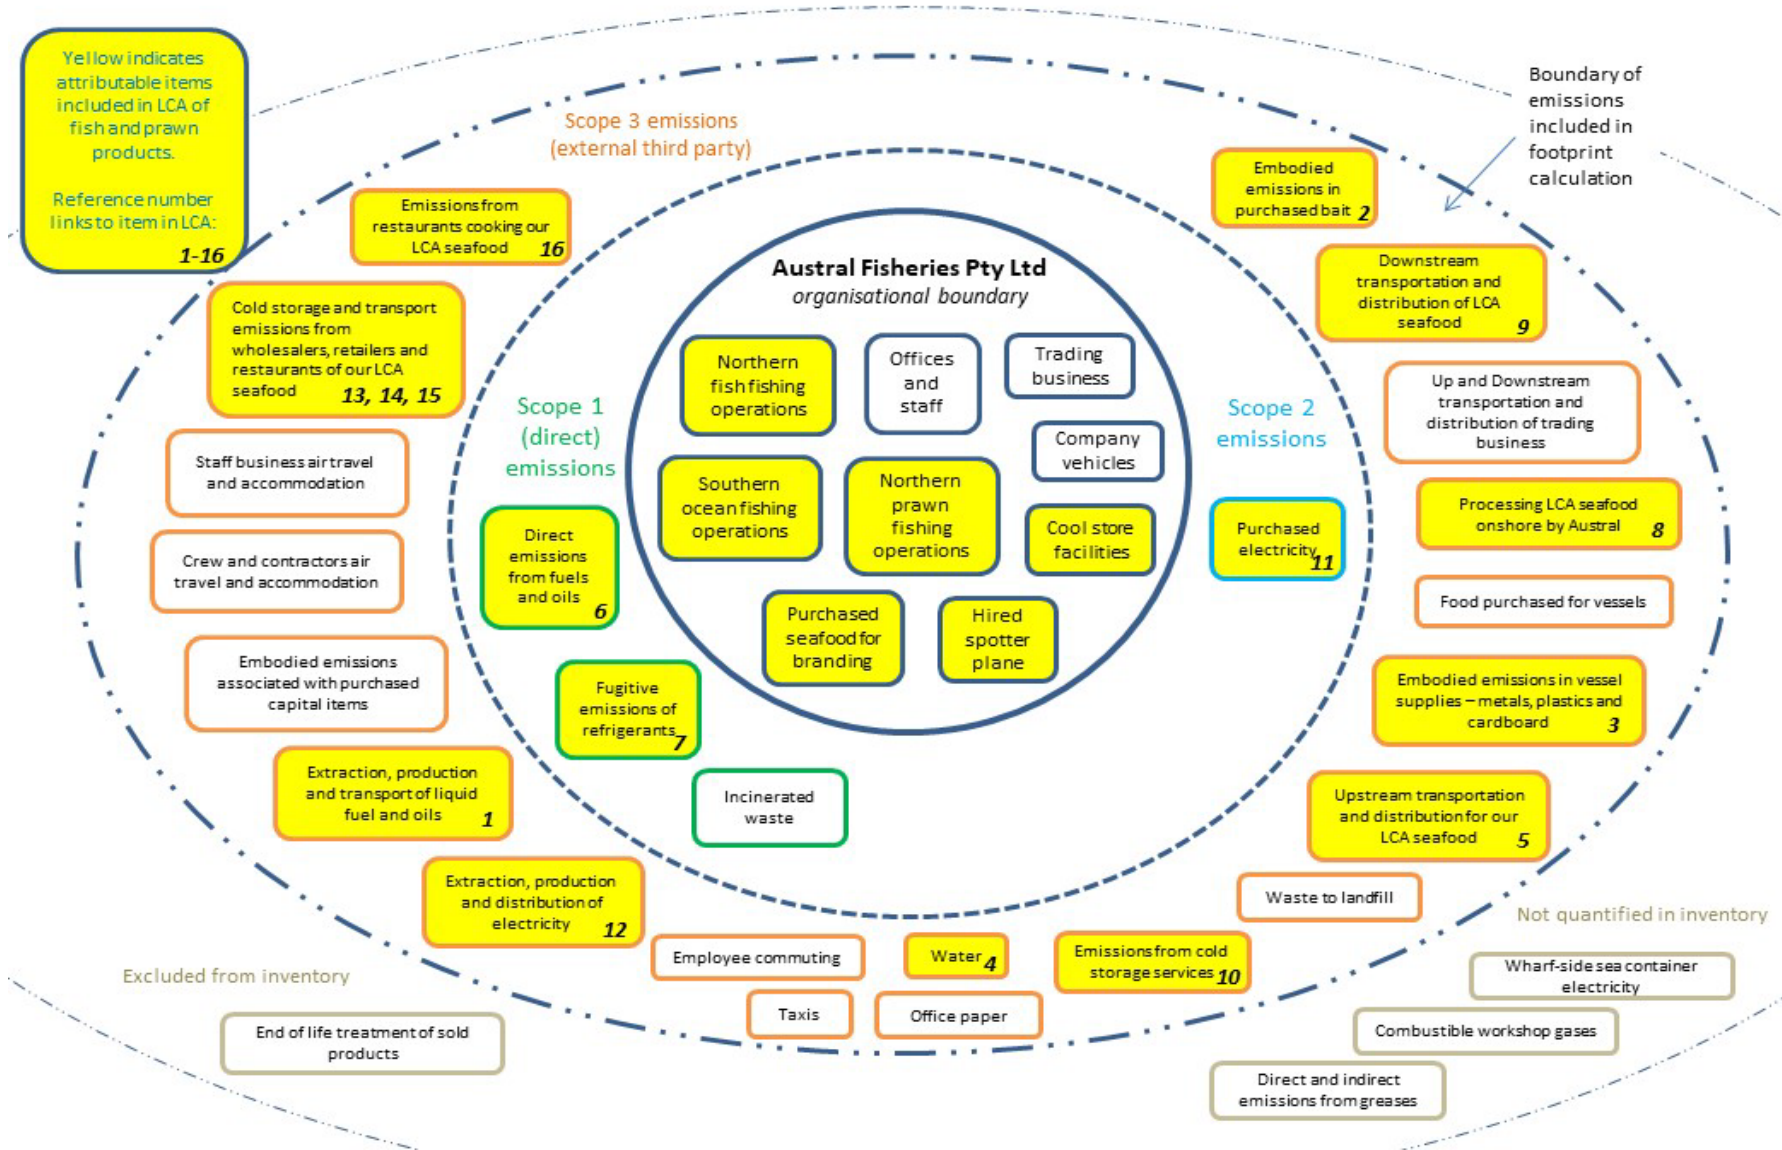 Yellow indicates
attributable items
included in LCA of
fish and prawn
products.
Reference number
links to item in LCA:
1-16
Scope 3 emissions
(external third party)
Boundary of
emissions
included in
footprint
calculation
Emissions from
restaurants cooking our
LCA seafood 16
Cold storage and transport
emissions from
wholesalers, retailers and
restaurants of our LCA
seafood 13, 14, 15
Staff business air travel
and accommodation
Crew and contractors air
travel and accommodation
Embodied emissions
associated with purchased
capital items
Extraction, production
and transport of liquid
fuel and oils 1
Extraction, production
and distribution of
electricity 12
Scope 1
(direct)
emissions
Direct
emissions
from fuels
and oils 6
Fugitive
emissions of
refrigerants 7
Incinerated
waste
Austral Fisheries Pty Ltd
organisational boundary
Northern
fish fishing
operations
Offices
and
staff
Trading
business
Company
vehicles
Southern
ocean fishing
operations
Northern
prawn
fishing
operations
Cool store
facilities
Purchased
seafood for
branding
Hired
spotter
plane
Scope 2
emissions
Purchased
electricity 11
Embodied
emissions in
purchased bait 2
Downstream
transportation and
distribution of LCA
seafood 9
Up and Downstream
transportation and
distribution of trading
business
Processing LCA seafood
onshore by Austral 8
Food purchased for vessels
Embodied emissions in vessel
supplies – metals, plastics and
cardboard 3
Upstream transportation
and distribution for our
LCA seafood 5
Waste to landfill
Employee commuting
Water 4
Emissions from cold
storage services 10
Taxis
Office paper
Excluded from inventory
End of life treatment of sold
products
Not quantified in inventory
Wharf-side sea container
electricity
Combustible workshop gases
Direct and indirect
emissions from greases